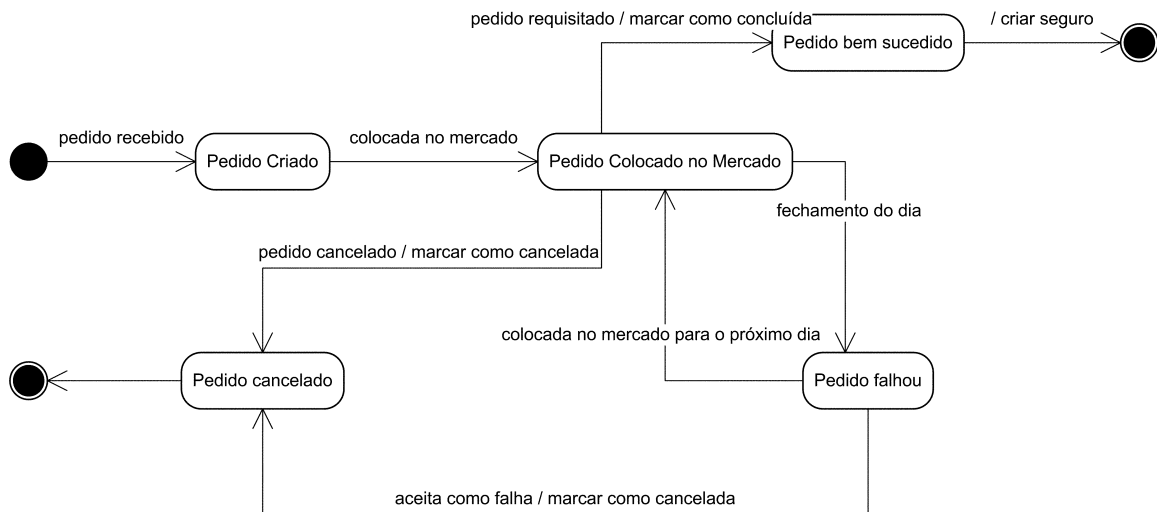 pedido requisitado / marcar como concluída
/ criar seguro
Pedido bem sucedido
pedido recebido
colocada no mercado
Pedido Criado
Pedido Colocado no Mercado
fechamento do dia
pedido cancelado / marcar como cancelada
colocada no mercado para o próximo dia
Pedido cancelado
Pedido falhou
aceita como falha / marcar como cancelada